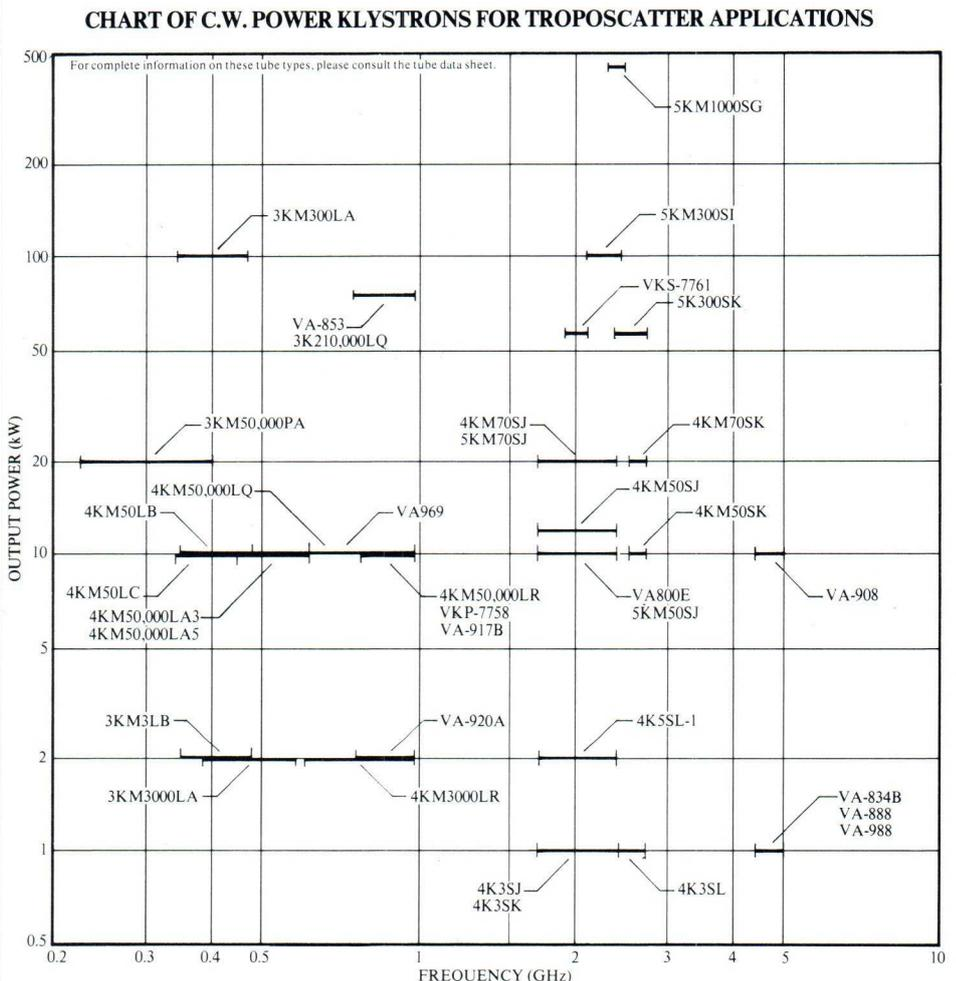 CHART OF C.W. POWER KLYSTRONS FOR TROPOSCATTER APPLICATIONS
For complete information on these tube types, please consult the tube data sheet.
500
5KM1000SG
200
3KM300LA
5KM300SI
100
VKS-7761
5K300SK
VA-853
3K210,000LQ
50
OUTPUT POWER (kW)
3KM50,000PA
4KM70SJ
5KM70SJ
4KM70SK
20
4KM50,000LQ
4KM50SJ
4KM50LB
VA969
4KM50SK
10
4KM50LC
4KM50,000LR
VKP-7758
VA-917B
VA800E
5KM50SJ
VA-908
4KM50,000LA3
4KM50,000LA5
5
3KM3LB
VA-920A
4K5SL-1
2
3KM3000LA
4KM3000LR
VA-834B
VA-888
VA-988
1
4K3SJ
4K3SK
4K3SL
0.5
0.2 0.3 0.4 0.5 1 2 3 4 5 10
FREQUENCY (GHz)